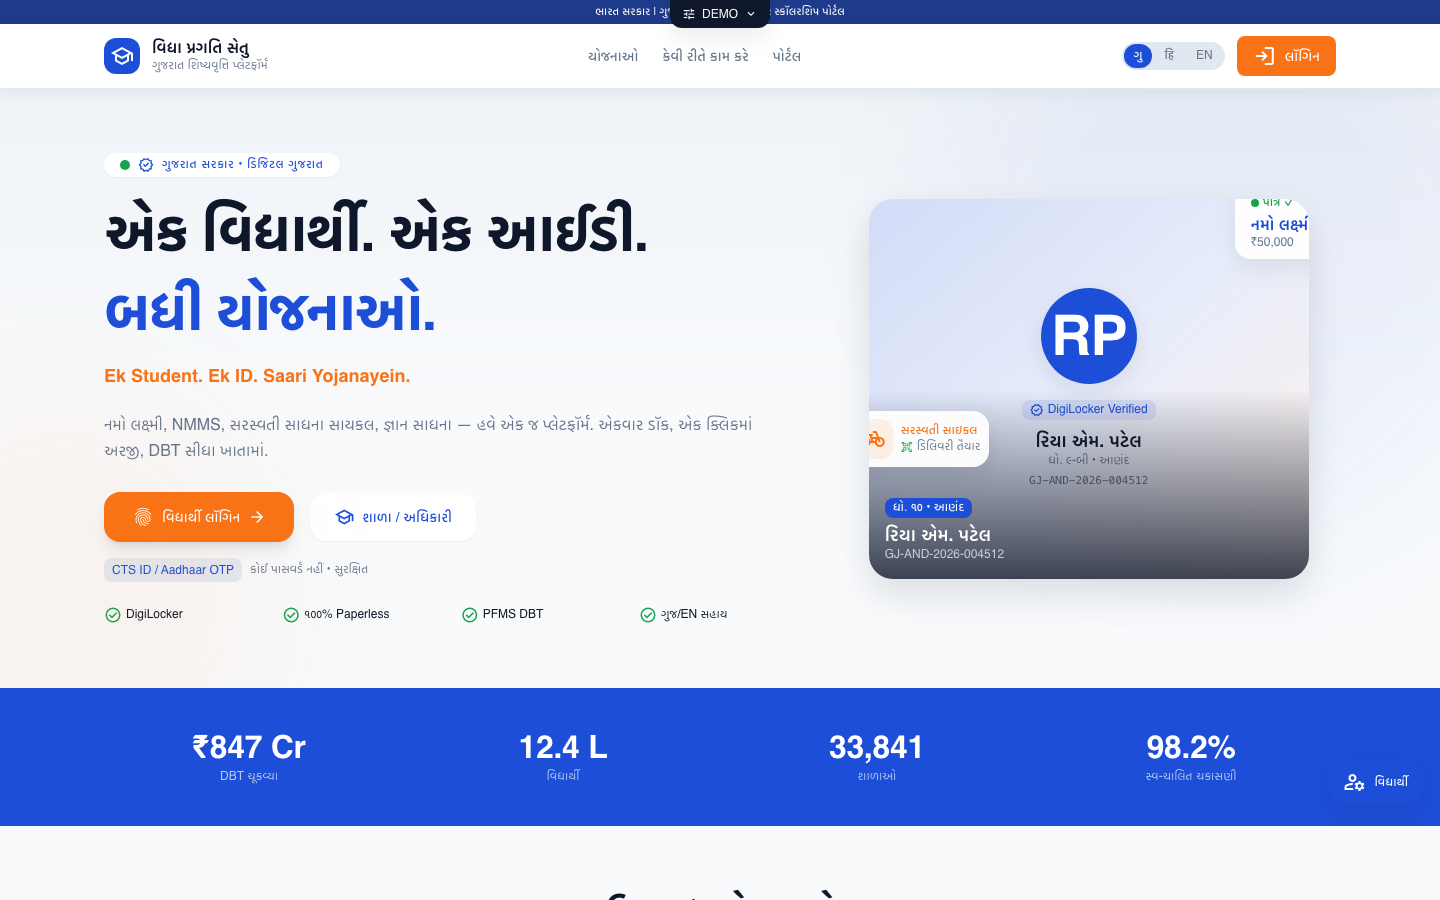 ભારત સરકાર | ગુ
DEMO
સ્કૉલરશિપ પોર્ટલ
વિદ્યા પ્રગતિ સેતુ
ગુજરાત શિષ્યવૃત્તિ પ્લેટફૉર્મ
યોજનાઓ
કેવી રીતે કામ કરે
પોર્ટલ
ગુ
हि
EN
લૉગિન
ગુજરાત સરકાર • ડિજિટલ ગુજરાત
એક વિદ્યાર્થી. એક આઈડી.
બધી યોજનાઓ.
Ek Student. Ek ID. Saari Yojanayein.
નમો લક્ષ્મી, NMMS, સરસ્વતી સાધના સાયકલ, જ્ઞાન સાધના — હવે એક જ પ્લેટફૉર્મ. એકવાર ડૉક, એક ક્લિકમાં
અરજી, DBT સીધા ખાતામાં.
વિદ્યાર્થી લૉગિન
શાળા / અધિકારી
CTS ID / Aadhaar OTP
કોઈ પાસવર્ડ નહીં • સુરક્ષિત
DigiLocker
૧૦૦% Paperless
PFMS DBT
ગુજ/EN સહાય
પાત્ર ✓
નમો લક્ષ્મી
₹50,000
RP
DigiLocker Verified
રિયા એમ. પટેલ
ધો. ૯-બી • આણંદ
GJ-AND-2026-004512
સરસ્વતી સાઇકલ
ડિલિવરી તૈયાર
ધો. ૧૦ • આણંદ
રિયા એમ. પટેલ
GJ-AND-2026-004512
₹847 Cr
DBT ચૂકવ્યા
12.4 L
વિદ્યાર્થી
33,841
શાળાઓ
98.2%
સ્વ-ચાલિત ચકાસણી
વિદ્યાર્થી